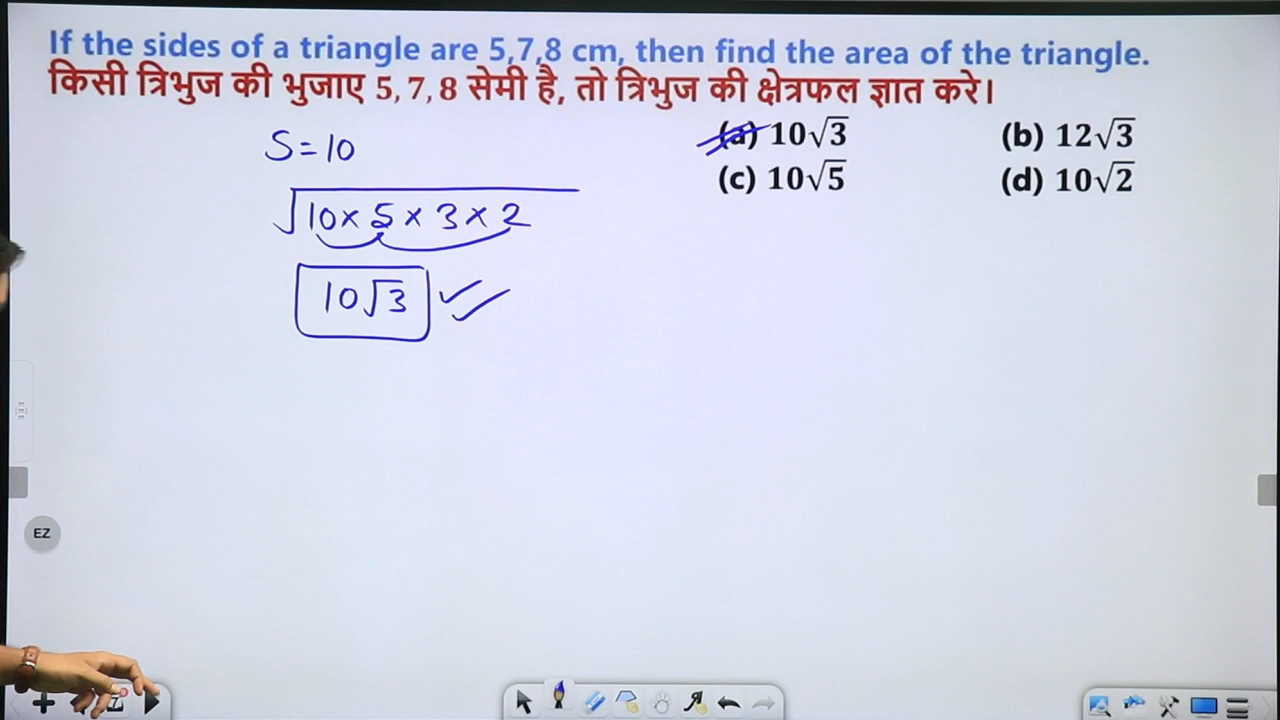 If the sides of a triangle are 5,7,8 cm, then find the area of the triangle.
किसी त्रिभुज की भुजाए 5, 7, 8 सेमी है, तो त्रिभुज की क्षेत्रफल ज्ञात करे।
(a) 10√3 (b) 12√3
(c) 10√5 (d) 10√2
S=10
√10×5×3×2
10√3
EZ